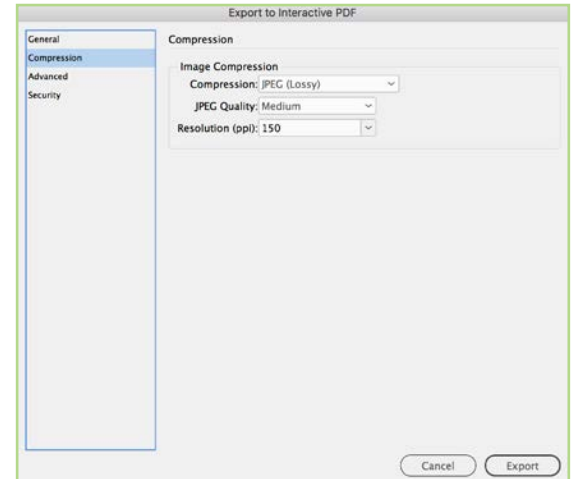 Export to Interactive PDF
General
Compression
Advanced
Security
Compression
Image Compression
Compression: JPEG (Lossy)
JPEG Quality: Medium
Resolution (ppi): 150
Cancel
Export